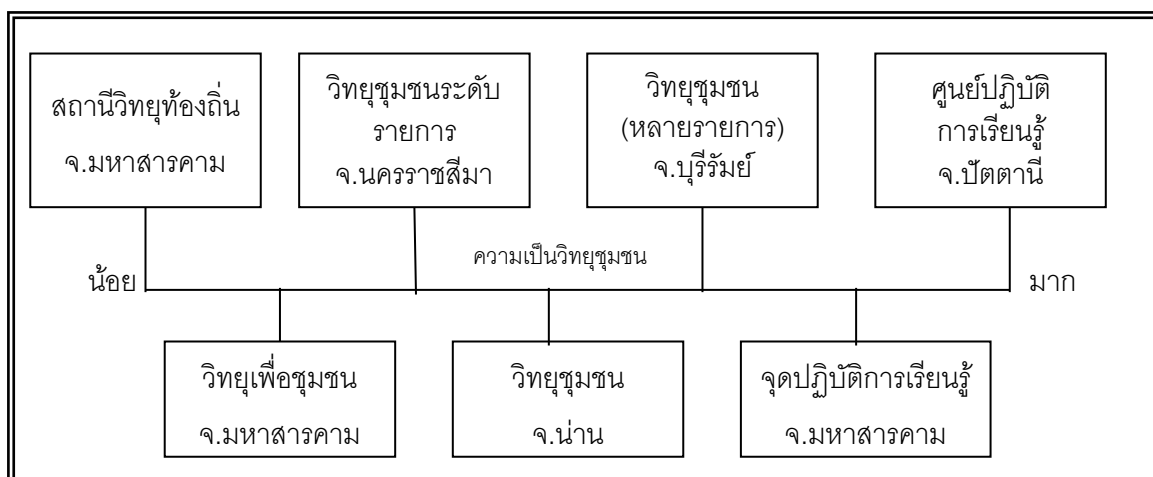 สถานีวิทยุท้องถิ่น
จ.มหาสารคาม
วิทยุชุมชนระดับ
รายการ
จ.นครราชสีมา
วิทยุชุมชน
(หลายรายการ)
จ.บุรีรัมย์
ศูนย์ปฏิบัติ
การเรียนรู้
จ.ปัตตานี
ความเป็นวิทยุชุมชน
น้อย
มาก
วิทยุเพื่อชุมชน
จ.มหาสารคาม
วิทยุชุมชน
จ.น่าน
จุดปฏิบัติการเรียนรู้
จ.มหาสารคาม